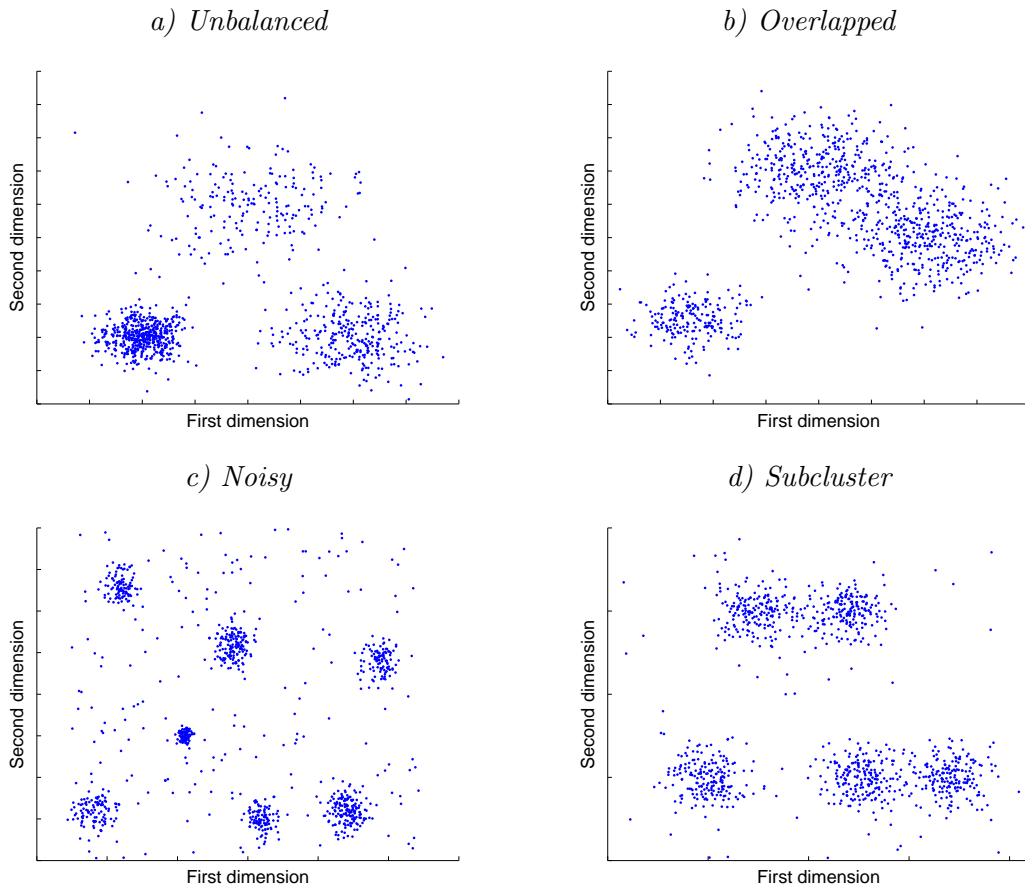 a) Unbalanced
b) Overlapped
Second dimension
First dimension
Second dimension
First dimension
c) Noisy
d) Subcluster
Second dimension
First dimension
Second dimension
First dimension